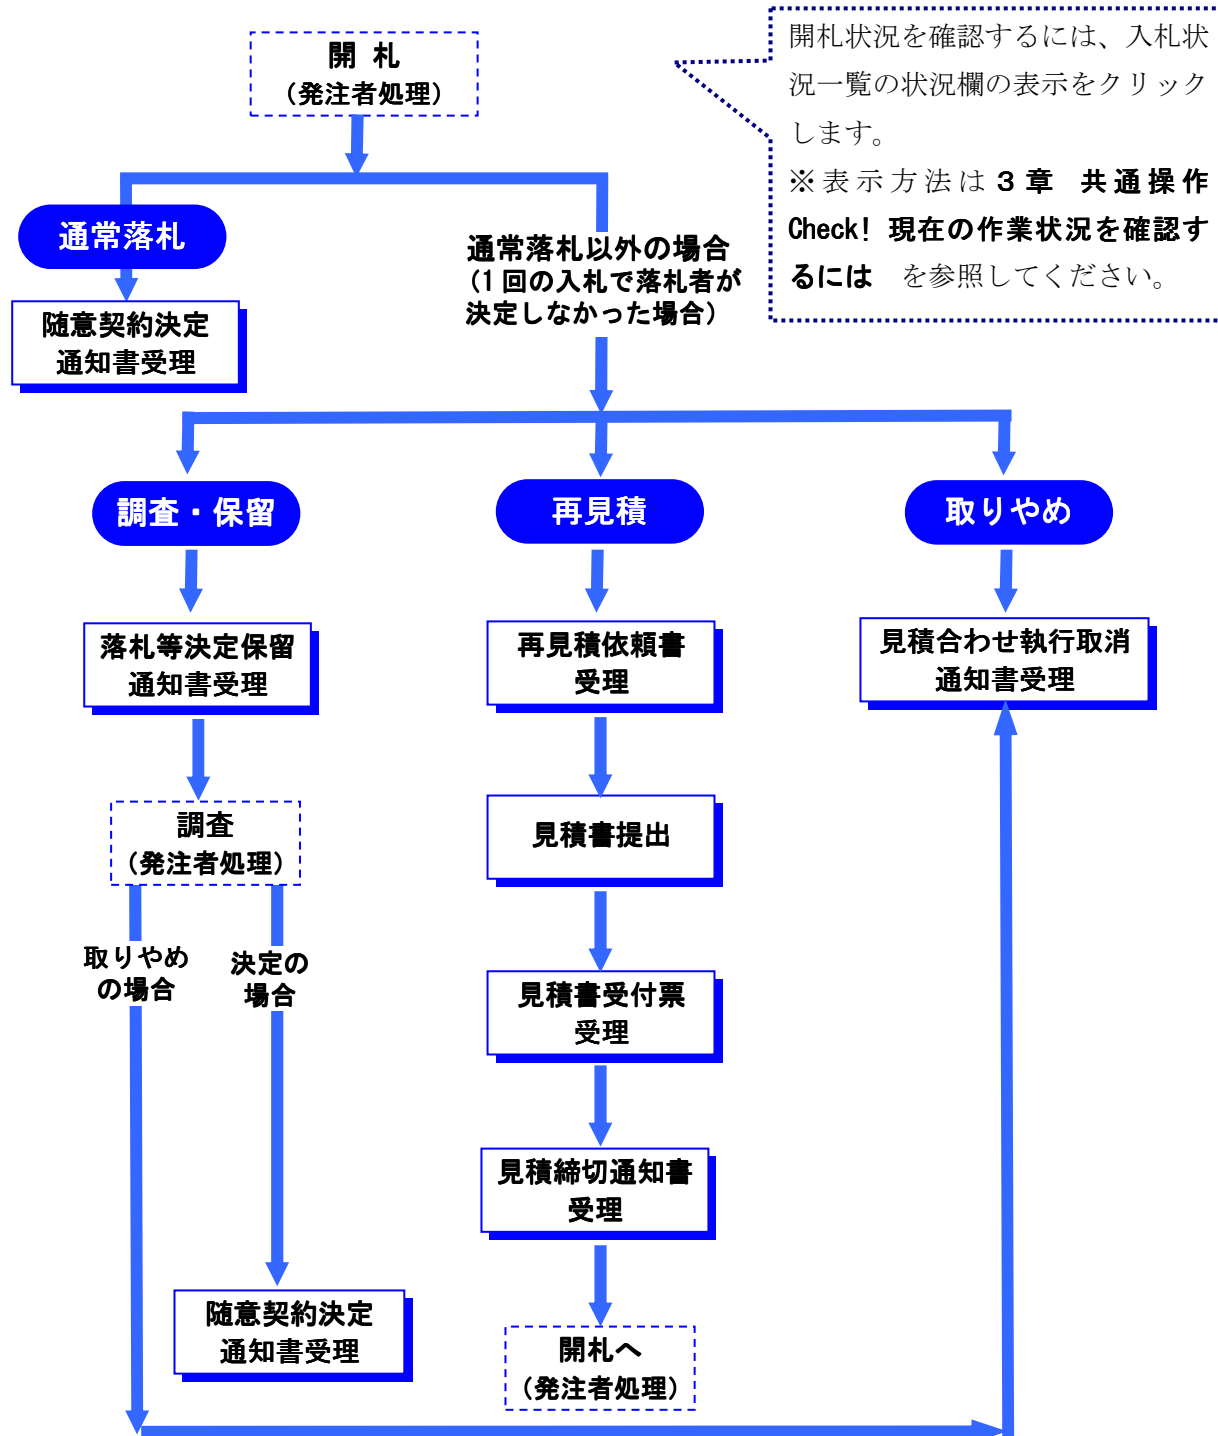 開 札
（発注者処理）
開札状況を確認するには、入札状
況一覧の状況欄の表示をクリック
します。
※表示方法は３章 共通操作
Check! 現在の作業状況を確認す
るには　を参照してください。
通常落札
随意契約決定
通知書受理
通常落札以外の場合
（1 回の入札で落札者が
決定しなかった場合）
調査・保留
再見積
取りやめ
落札等決定保留
通知書受理
調査
（発注者処理）
取りやめ
の場合
決定の
場合
随意契約決定
通知書受理
再見積依頼書
受理
見積書提出
見積書受付票
受理
見積締切通知書
受理
開札へ
（発注者処理）
見積合わせ執行取消
通知書受理